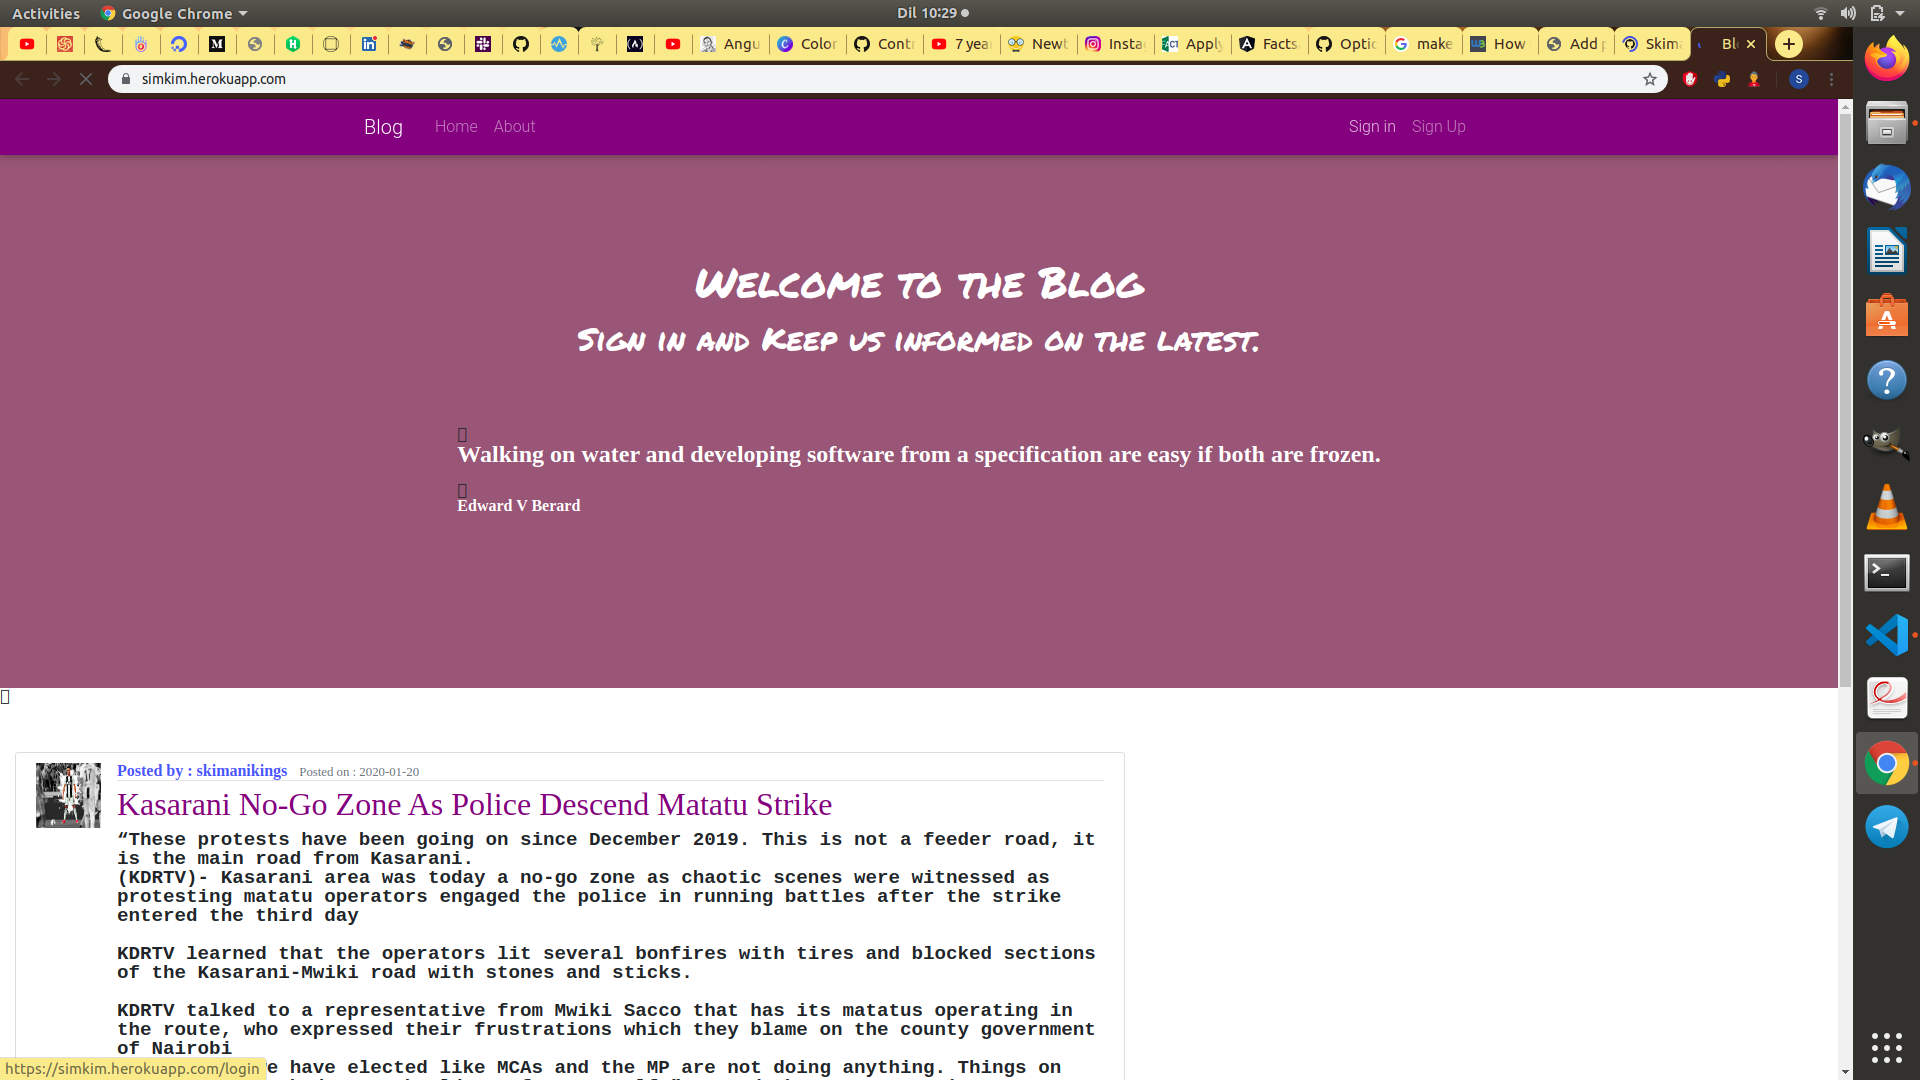 Activities
Google Chrome
Dil 10:29
Angu
Color
Contr
7 year
Newt
Insta
Apply
Facts
Optic
make
How
Add p
Skim
Blo
simkim.herokuapp.com
Blog
Home
About
Sign in
Sign Up
Welcome to the Blog
Sign in and Keep us informed on the latest.
Walking on water and developing software from a specification are easy if both are frozen.
Edward V Berard
Posted by : skimanikings Posted on : 2020-01-20
Kasarani No-Go Zone As Police Descend Matatu Strike
“These protests have been going on since December 2019. This is not a feeder road, it
is the main road from Kasarani.
(KDRTV)- Kasarani area was today a no-go zone as chaotic scenes were witnessed as
protesting matatu operators engaged the police in running battles after the strike
entered the third day
KDRTV learned that the operators lit several bonfires with tires and blocked sections
of the Kasarani-Mwiki road with stones and sticks.
KDRTV talked to a representative from Mwiki Sacco that has its matatus operating in
the route, who expressed their frustrations which they blame on the county government
of Nairobi
have elected like MCAs and the MP are not doing anything. Things on
https://simkim.herokuapp.com/login